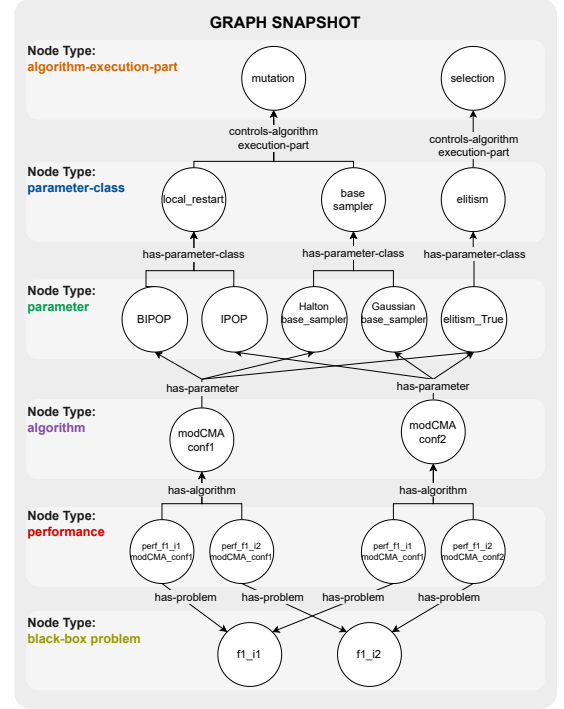 GRAPH SNAPSHOT
Node Type:
algorithm-execution-part
mutation
selection
controls-algorithm
execution-part
controls-algorithm
execution-part
Node Type:
parameter-class
local_restart
base
sampler
elitism
has-parameter-class
has-parameter-class
has-parameter-class
Node Type:
parameter
BIPOP
IPOP
Halton
base_sampler
Gaussian
base_sampler
elitism_True
has-parameter
has-parameter
Node Type:
algorithm
modCMA
conf1
modCMA
conf2
has-algorithm
has-algorithm
Node Type:
performance
perf_f1_i1
modCMA_conf1
perf_f1_i2
modCMA_conf1
perf_f1_i1
modCMA_conf1
perf_f1_i2
modCMA_conf2
has-problem
has-problem
has-problem
has-problem
Node Type:
black-box problem
f1_i1
f1_i2